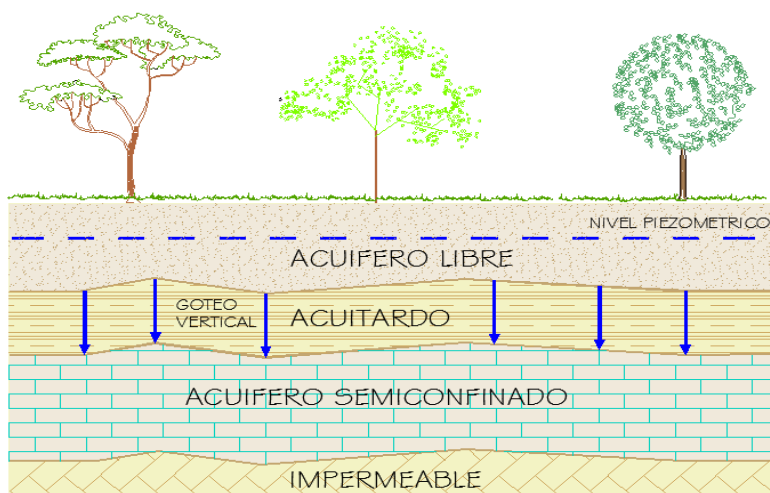 NIVEL PIEZOMETRICO
ACUIFERO LIBRE
GOTEO
VERTICAL
ACUITARDO
ACUIFERO SEMICONFINADO
IMPERMEABLE